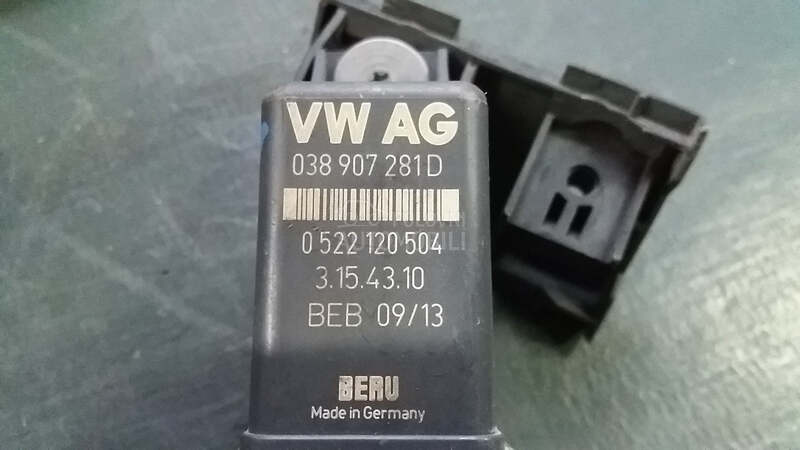 VW AG
038 907 281D
0 522 120 504
3.15.43.10
BEB 09/13
BERU
Made in Germany